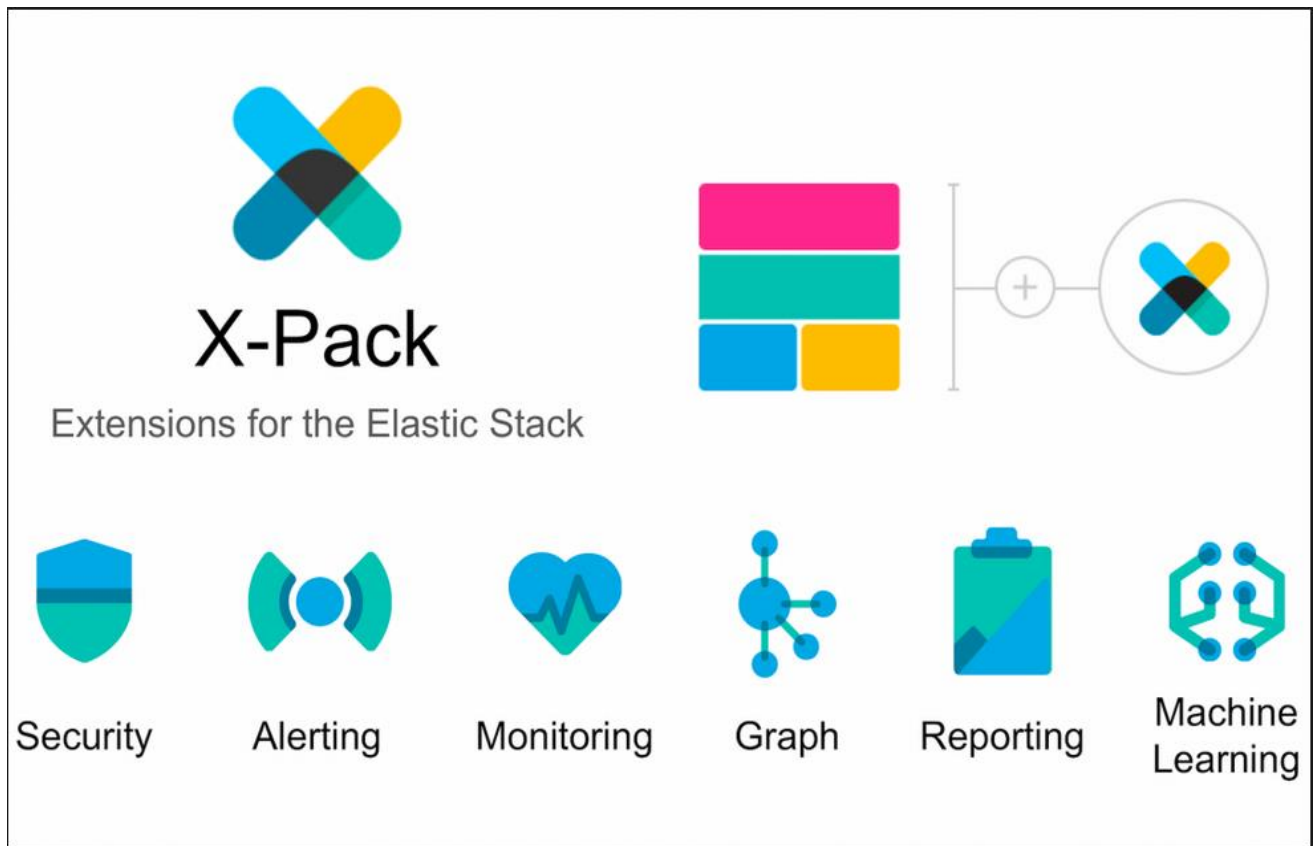 X-Pack
Extensions for the Elastic Stack
Security
Alerting
Monitoring
Graph
Reporting
Machine
Learning